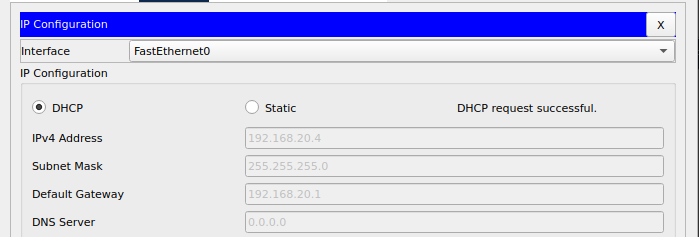 IP Configuration X
Interface FastEthernet0
IP Configuration
DHCP Static DHCP request successful.
IPv4 Address 192.168.20.4
Subnet Mask 255.255.255.0
Default Gateway 192.168.20.1
DNS Server 0.0.0.0